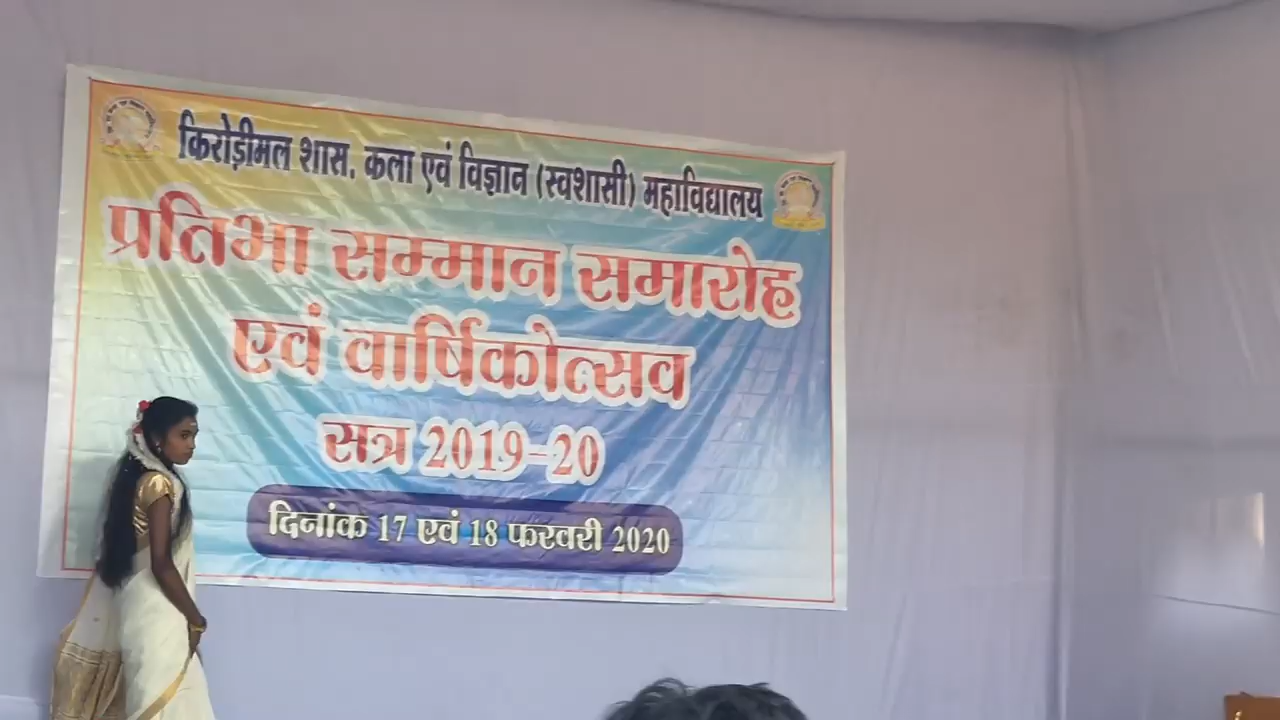 किरोड़ीमल शास. कला एवं विज्ञान (स्वशासी) महाविद्यालय
प्रतिभा सम्मान समारोह
एवं वार्षिकोत्सव
सत्र 2019-20
दिनांक 17 एवं 18 फरवरी 2020